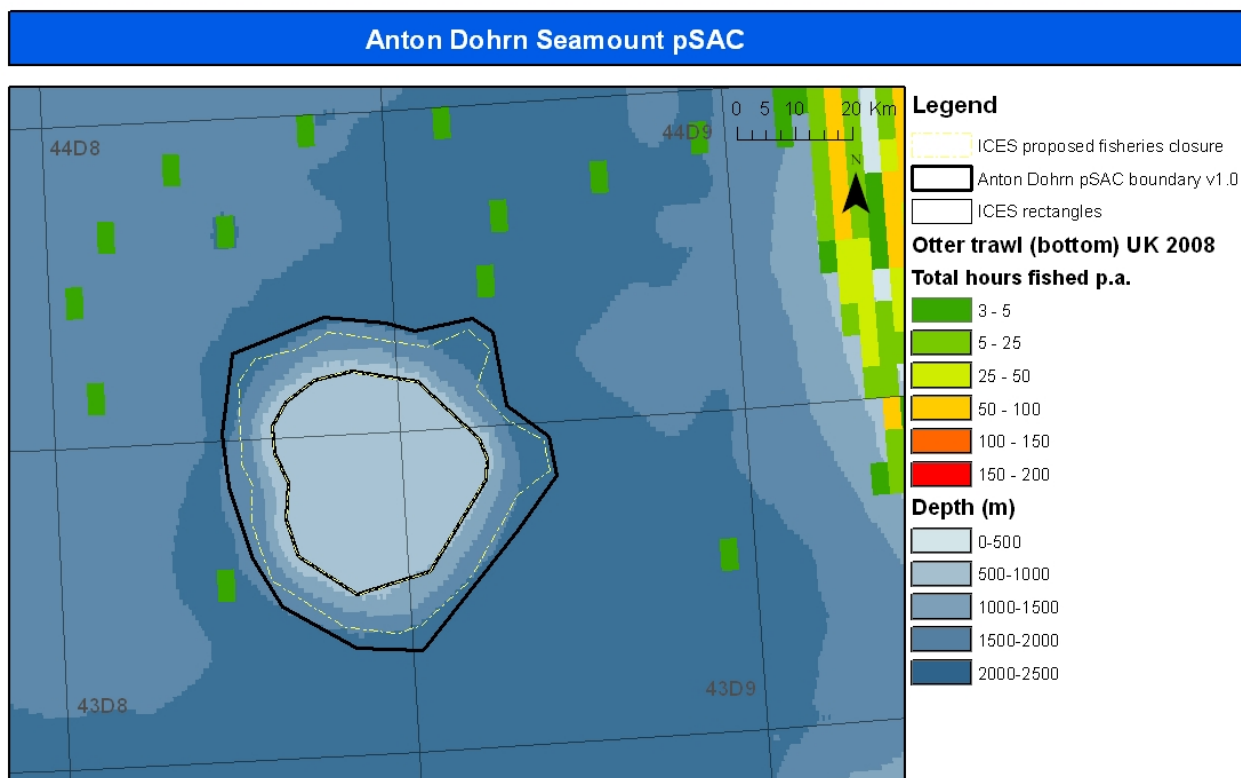 Anton Dohrn Seamount pSAC
44D8
44D9
0 5 10 20 Km
N
43D8
43D9
Legend
ICES proposed fisheries closure
Anton Dohrn pSAC boundary v1.0
ICES rectangles
Otter trawl (bottom) UK 2008
Total hours fished p.a.
3 - 5
5 - 25
25 - 50
50 - 100
100 - 150
150 - 200
Depth (m)
0-500
500-1000
1000-1500
1500-2000
2000-2500